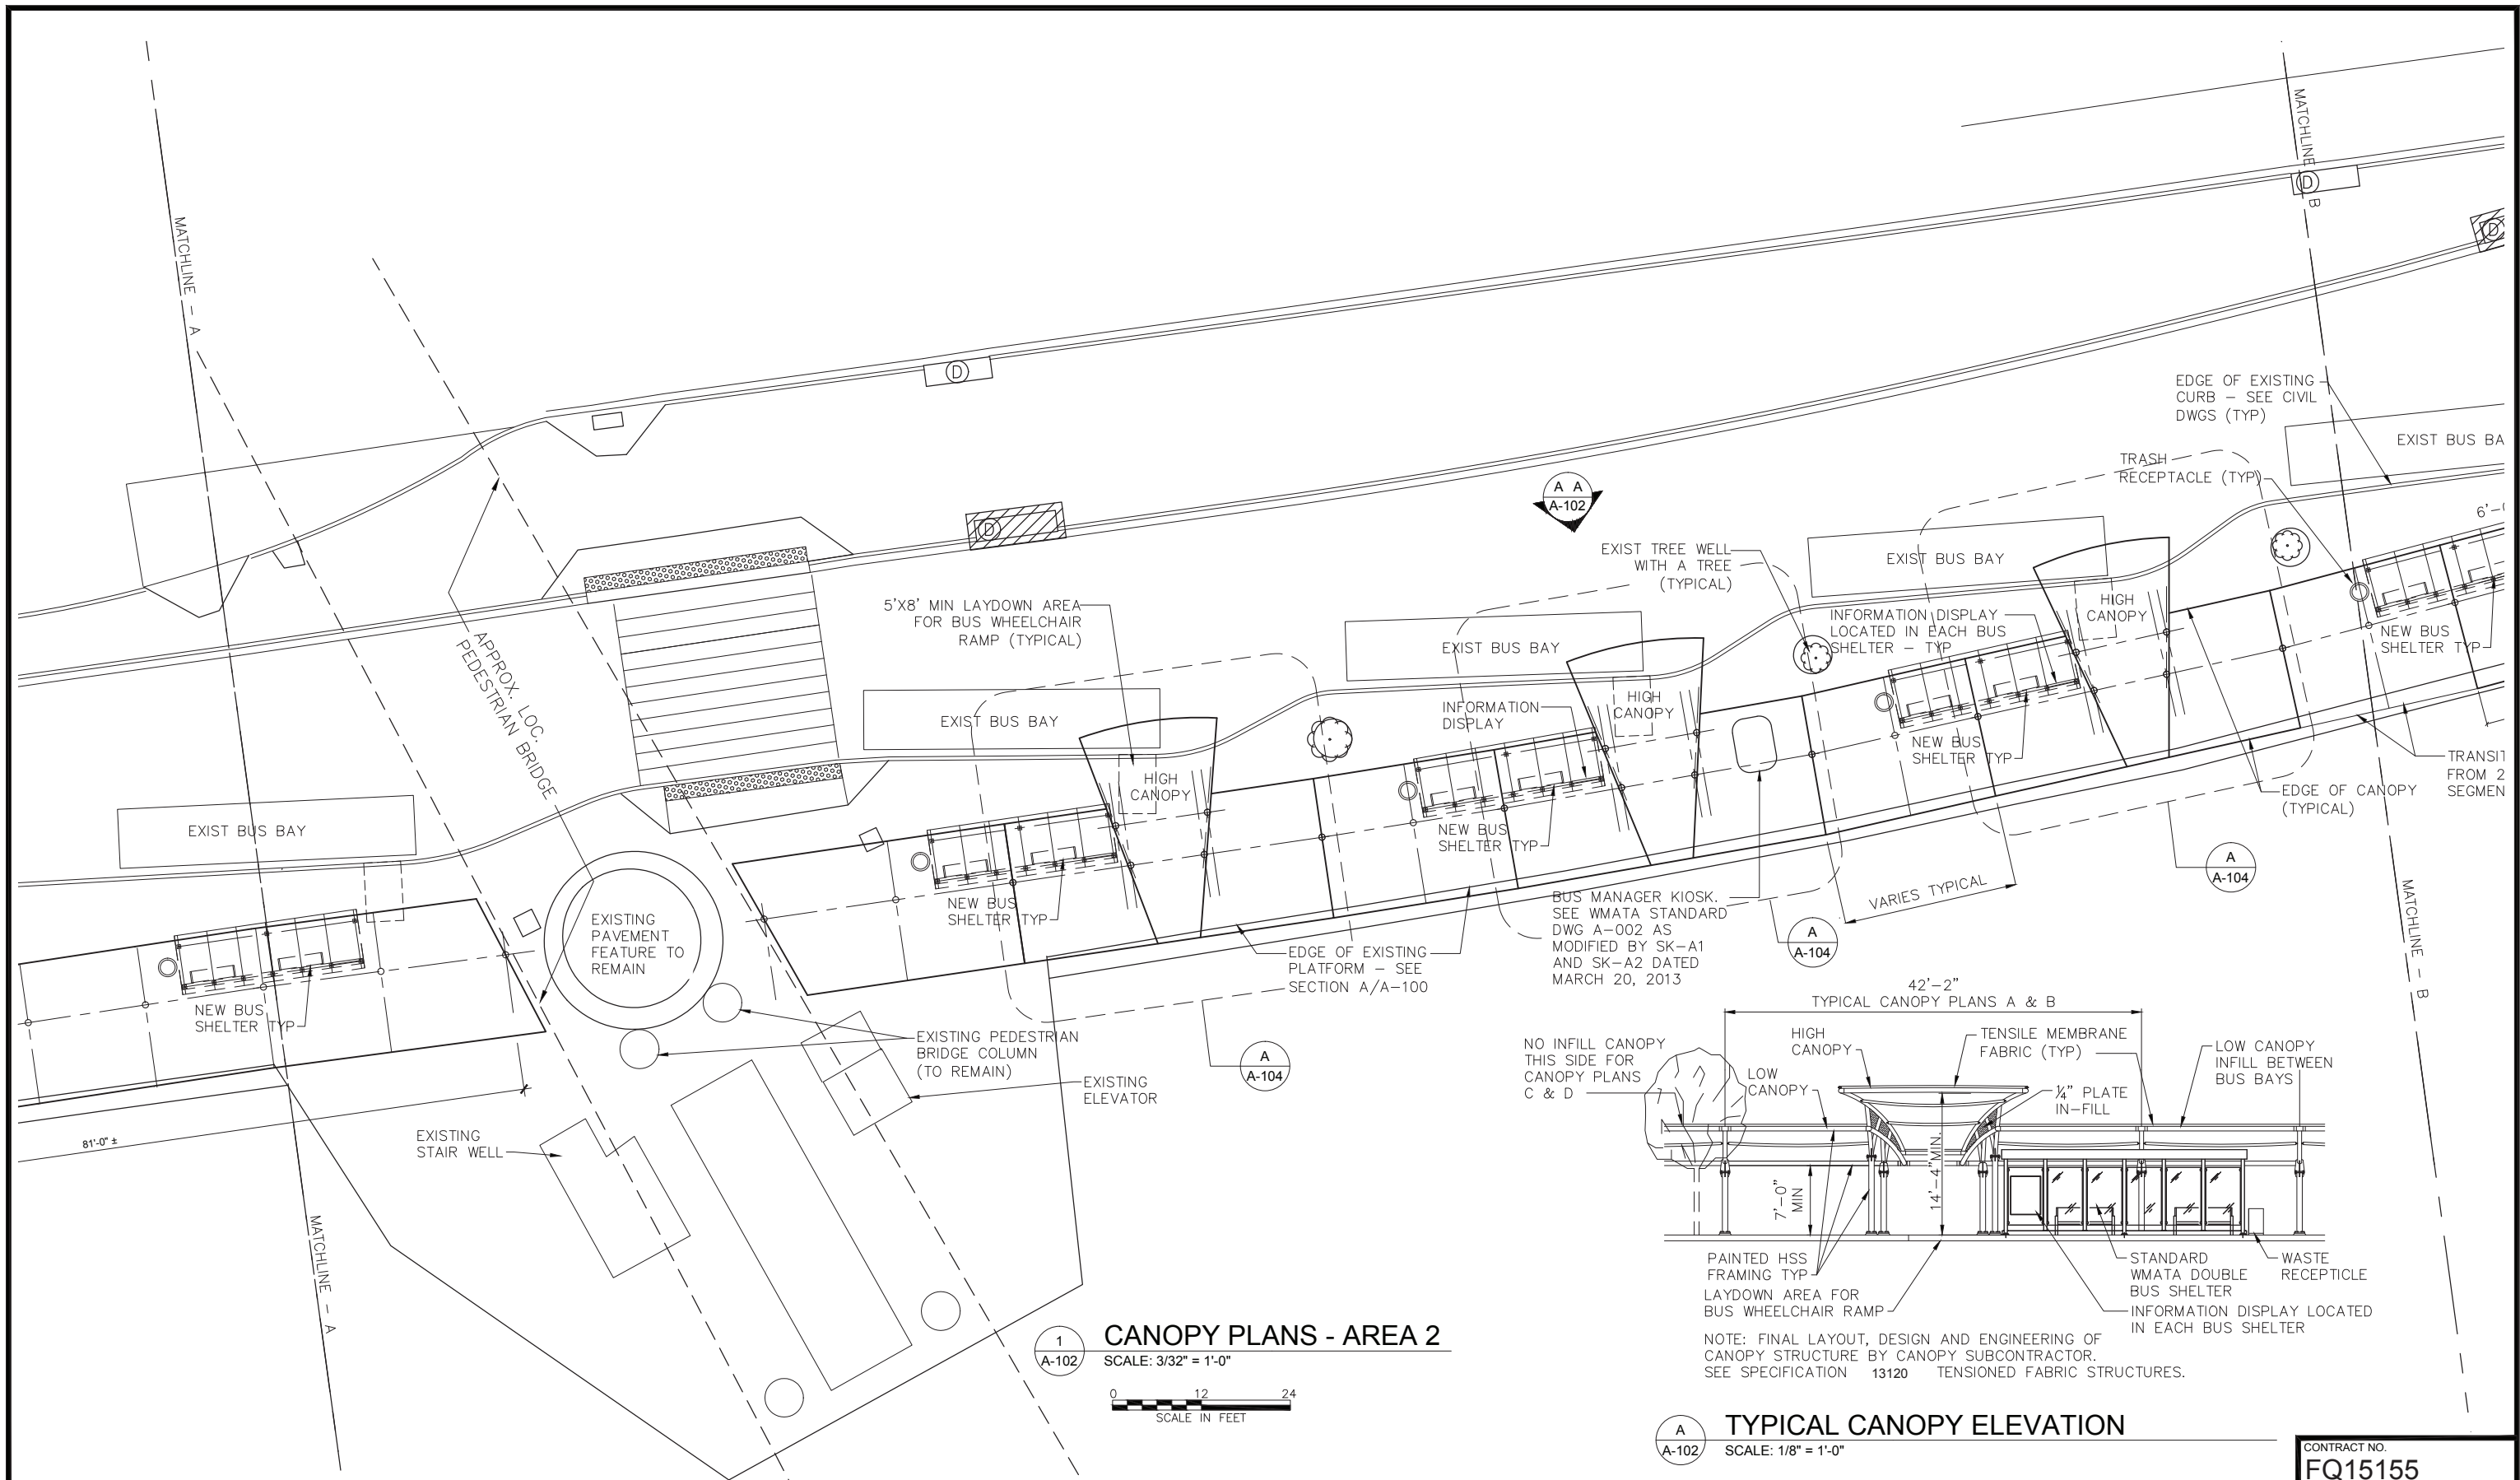 MATCHLINE - A
MATCHLINE B
D
D
D
D
EDGE OF EXISTING
CURB – SEE CIVIL
DWGS (TYP)
EXIST BUS BA
TRASH
RECEPTACLE (TYP)
A A
A-102
EXIST TREE WELL
WITH A TREE
(TYPICAL)
EXIST BUS BAY
HIGH
CANOPY
INFORMATION DISPLAY
LOCATED IN EACH BUS
SHELTER – TYP
NEW BUS
SHELTER TYP
5'X8' MIN LAYDOWN AREA
FOR BUS WHEELCHAIR
RAMP (TYPICAL)
APPROX. LOC.
PEDESTRIAN BRIDGE
EXIST BUS BAY
HIGH
CANOPY
INFORMATION
DISPLAY
EXIST BUS BAY
HIGH
CANOPY
NEW BUS
SHELTER TYP
TRANSIT
FROM 2
SEGMEN
EDGE OF CANOPY
(TYPICAL)
EXIST BUS BAY
NEW BUS
SHELTER TYP
NEW BUS
SHELTER TYP
A
A-104
VARIES TYPICAL
MATCHLINE - B
BUS MANAGER KIOSK.
SEE WMATA STANDARD
DWG A-002 AS
MODIFIED BY SK-A1
AND SK-A2 DATED
MARCH 20, 2013
A
A-104
EXISTING
PAVEMENT
FEATURE TO
REMAIN
EDGE OF EXISTING
PLATFORM – SEE
SECTION A/A-100
NEW BUS
SHELTER TYP
EXISTING PEDESTRIAN
BRIDGE COLUMN
(TO REMAIN)
A
A-104
EXISTING
ELEVATOR
81'-0" ±
EXISTING
STAIR WELL
MATCHLINE - A
42'-2"
TYPICAL CANOPY PLANS A & B
NO INFILL CANOPY
THIS SIDE FOR
CANOPY PLANS
C & D
HIGH
CANOPY
TENSILE MEMBRANE
FABRIC (TYP)
LOW CANOPY
INFILL BETWEEN
BUS BAYS
LOW
CANOPY
¼" PLATE
IN-FILL
7'-0"
MIN
14'-4"MIN.
PAINTED HSS
FRAMING TYP
LAYDOWN AREA FOR
BUS WHEELCHAIR RAMP
STANDARD
WMATA DOUBLE
BUS SHELTER
WASTE
RECEPTICLE
INFORMATION DISPLAY LOCATED
IN EACH BUS SHELTER
NOTE: FINAL LAYOUT, DESIGN AND ENGINEERING OF
CANOPY STRUCTURE BY CANOPY SUBCONTRACTOR.
SEE SPECIFICATION 13120 TENSIONED FABRIC STRUCTURES.
1
A-102
CANOPY PLANS - AREA 2
SCALE: 3/32" = 1'-0"
0 12 24
SCALE IN FEET
A
A-102
TYPICAL CANOPY ELEVATION
SCALE: 1/8" = 1'-0"
CONTRACT NO.
FQ15155